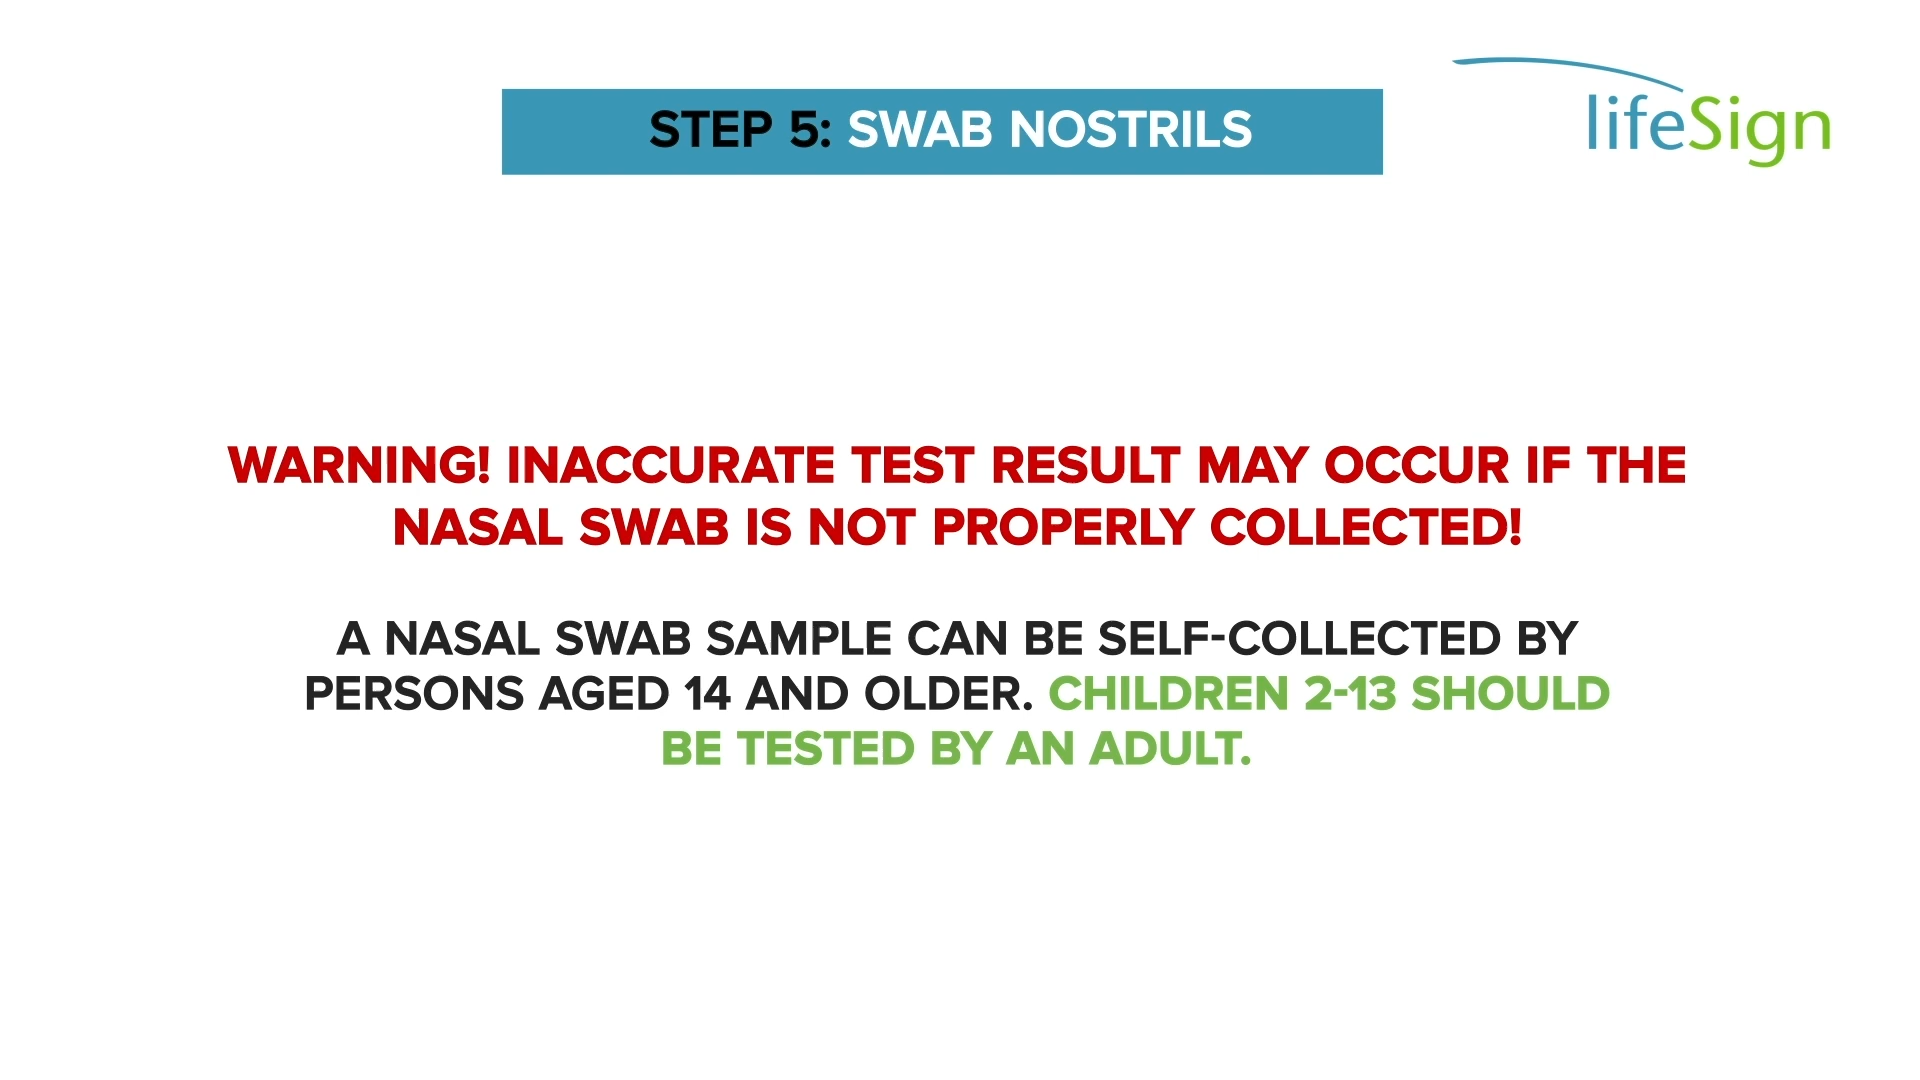 STEP 5: SWAB NOSTRILS
lifeSign
WARNING! INACCURATE TEST RESULT MAY OCCUR IF THE
NASAL SWAB IS NOT PROPERLY COLLECTED!
A NASAL SWAB SAMPLE CAN BE SELF-COLLECTED BY
PERSONS AGED 14 AND OLDER. CHILDREN 2-13 SHOULD
BE TESTED BY AN ADULT.